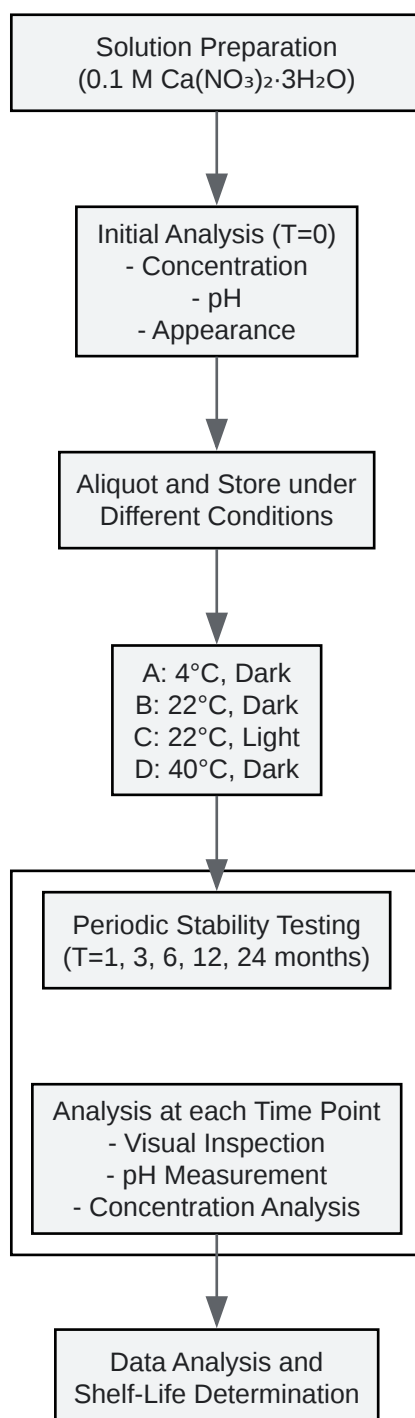 Solution Preparation
(0.1 M Ca(NO₃)₂·3H₂O)
Initial Analysis (T=0)
- Concentration
- pH
- Appearance
Aliquot and Store under
Different Conditions
A: 4°C, Dark
B: 22°C, Dark
C: 22°C, Light
D: 40°C, Dark
Periodic Stability Testing
(T=1, 3, 6, 12, 24 months)
Analysis at each Time Point
- Visual Inspection
- pH Measurement
- Concentration Analysis
Data Analysis and
Shelf-Life Determination